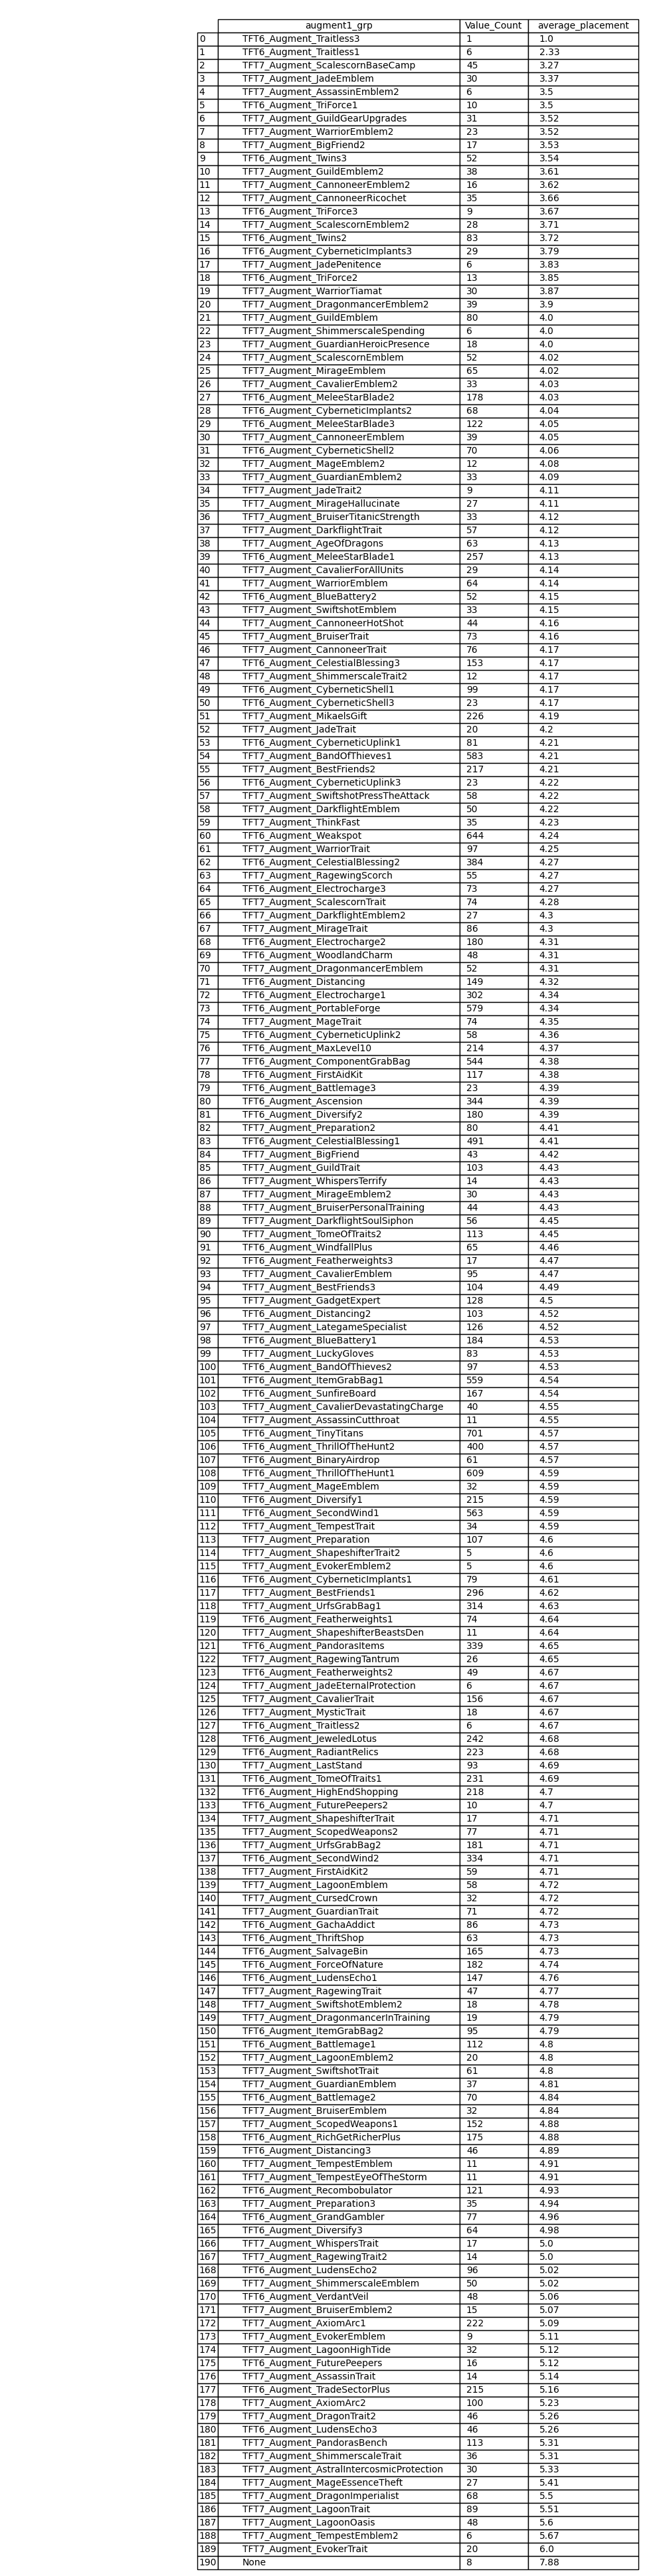 augment1_grp Value_Count average_placement
0 TFT6_Augment_Traitless3 1 1.0
1 TFT6_Augment_Traitless1 6 2.33
2 TFT7_Augment_ScalescornBaseCamp 45 3.27
3 TFT7_Augment_JadeEmblem 30 3.37
4 TFT7_Augment_AssassinEmblem2 6 3.5
5 TFT6_Augment_TriForce1 10 3.5
6 TFT7_Augment_GuildGearUpgrades 31 3.52
7 TFT7_Augment_WarriorEmblem2 23 3.52
8 TFT7_Augment_BigFriend2 17 3.53
9 TFT6_Augment_Twins3 52 3.54
10 TFT7_Augment_GuildEmblem2 38 3.61
11 TFT7_Augment_CannoneerEmblem2 16 3.62
12 TFT7_Augment_CannoneerRicochet 35 3.66
13 TFT6_Augment_TriForce3 9 3.67
14 TFT7_Augment_ScalescornEmblem2 28 3.71
15 TFT6_Augment_Twins2 83 3.72
16 TFT6_Augment_CyberneticImplants3 29 3.79
17 TFT7_Augment_JadePenitence 6 3.83
18 TFT6_Augment_TriForce2 13 3.85
19 TFT7_Augment_WarriorTiamat 30 3.87
20 TFT7_Augment_DragonmancerEmblem2 39 3.9
21 TFT7_Augment_GuildEmblem 80 4.0
22 TFT7_Augment_ShimmerscaleSpending 6 4.0
23 TFT7_Augment_GuardianHeroicPresence 18 4.0
24 TFT7_Augment_ScalescornEmblem 52 4.02
25 TFT7_Augment_MirageEmblem 65 4.02
26 TFT7_Augment_CavalierEmblem2 33 4.03
27 TFT6_Augment_MeleeStarBlade2 178 4.03
28 TFT6_Augment_CyberneticImplants2 68 4.04
29 TFT6_Augment_MeleeStarBlade3 122 4.05
30 TFT7_Augment_CannoneerEmblem 39 4.05
31 TFT6_Augment_CyberneticShell2 70 4.06
32 TFT7_Augment_MageEmblem2 12 4.08
33 TFT7_Augment_GuardianEmblem2 33 4.09
34 TFT7_Augment_JadeTrait2 9 4.11
35 TFT7_Augment_MirageHallucinate 27 4.11
36 TFT7_Augment_BruiserTitanicStrength 33 4.12
37 TFT7_Augment_DarkflightTrait 57 4.12
38 TFT7_Augment_AgeOfDragons 63 4.13
39 TFT6_Augment_MeleeStarBlade1 257 4.13
40 TFT7_Augment_CavalierForAllUnits 29 4.14
41 TFT7_Augment_WarriorEmblem 64 4.14
42 TFT6_Augment_BlueBattery2 52 4.15
43 TFT7_Augment_SwiftshotEmblem 33 4.15
44 TFT7_Augment_CannoneerHotShot 44 4.16
45 TFT7_Augment_BruiserTrait 73 4.16
46 TFT7_Augment_CannoneerTrait 76 4.17
47 TFT6_Augment_CelestialBlessing3 153 4.17
48 TFT7_Augment_ShimmerscaleTrait2 12 4.17
49 TFT6_Augment_CyberneticShell1 99 4.17
50 TFT6_Augment_CyberneticShell3 23 4.17
51 TFT7_Augment_MikaelsGift 226 4.19
52 TFT7_Augment_JadeTrait 20 4.2
53 TFT6_Augment_CyberneticUplink1 81 4.21
54 TFT6_Augment_BandOfThieves1 583 4.21
55 TFT7_Augment_BestFriends2 217 4.21
56 TFT6_Augment_CyberneticUplink3 23 4.22
57 TFT7_Augment_SwiftshotPressTheAttack 58 4.22
58 TFT7_Augment_DarkflightEmblem 50 4.22
59 TFT7_Augment_ThinkFast 35 4.23
60 TFT6_Augment_Weakspot 644 4.24
61 TFT7_Augment_WarriorTrait 97 4.25
62 TFT6_Augment_CelestialBlessing2 384 4.27
63 TFT7_Augment_RagewingScorch 55 4.27
64 TFT6_Augment_Electrocharge3 73 4.27
65 TFT7_Augment_ScalescornTrait 74 4.28
66 TFT7_Augment_DarkflightEmblem2 27 4.3
67 TFT7_Augment_MirageTrait 86 4.3
68 TFT6_Augment_Electrocharge2 180 4.31
69 TFT6_Augment_WoodlandCharm 48 4.31
70 TFT7_Augment_DragonmancerEmblem 52 4.31
71 TFT6_Augment_Distancing 149 4.32
72 TFT6_Augment_Electrocharge1 302 4.34
73 TFT6_Augment_PortableForge 579 4.34
74 TFT7_Augment_MageTrait 74 4.35
75 TFT6_Augment_CyberneticUplink2 58 4.36
76 TFT6_Augment_MaxLevel10 214 4.37
77 TFT6_Augment_ComponentGrabBag 544 4.38
78 TFT6_Augment_FirstAidKit 117 4.38
79 TFT6_Augment_Battlemage3 23 4.39
80 TFT6_Augment_Ascension 344 4.39
81 TFT6_Augment_Diversify2 180 4.39
82 TFT7_Augment_Preparation2 80 4.41
83 TFT6_Augment_CelestialBlessing1 491 4.41
84 TFT7_Augment_BigFriend 43 4.42
85 TFT7_Augment_GuildTrait 103 4.43
86 TFT7_Augment_WhispersTerrify 14 4.43
87 TFT7_Augment_MirageEmblem2 30 4.43
88 TFT7_Augment_BruiserPersonalTraining 44 4.43
89 TFT7_Augment_DarkflightSoulSiphon 56 4.45
90 TFT7_Augment_TomeOfTraits2 113 4.45
91 TFT6_Augment_WindfallPlus 65 4.46
92 TFT6_Augment_Featherweights3 17 4.47
93 TFT7_Augment_CavalierEmblem 95 4.47
94 TFT7_Augment_BestFriends3 104 4.49
95 TFT7_Augment_GadgetExpert 128 4.5
96 TFT6_Augment_Distancing2 103 4.52
97 TFT7_Augment_LategameSpecialist 126 4.52
98 TFT6_Augment_BlueBattery1 184 4.53
99 TFT7_Augment_LuckyGloves 83 4.53
100 TFT6_Augment_BandOfThieves2 97 4.53
101 TFT6_Augment_ItemGrabBag1 559 4.54
102 TFT6_Augment_SunfireBoard 167 4.54
103 TFT7_Augment_CavalierDevastatingCharge 40 4.55
104 TFT7_Augment_AssassinCutthroat 11 4.55
105 TFT6_Augment_TinyTitans 701 4.57
106 TFT6_Augment_ThrillOfTheHunt2 400 4.57
107 TFT6_Augment_BinaryAirdrop 61 4.57
108 TFT6_Augment_ThrillOfTheHunt1 609 4.59
109 TFT7_Augment_MageEmblem 32 4.59
110 TFT6_Augment_Diversify1 215 4.59
111 TFT6_Augment_SecondWind1 563 4.59
112 TFT7_Augment_TempestTrait 34 4.59
113 TFT7_Augment_Preparation 107 4.6
114 TFT7_Augment_ShapeshifterTrait2 5 4.6
115 TFT7_Augment_EvokerEmblem2 5 4.6
116 TFT6_Augment_CyberneticImplants1 79 4.61
117 TFT7_Augment_BestFriends1 296 4.62
118 TFT7_Augment_UrfsGrabBag1 314 4.63
119 TFT6_Augment_Featherweights1 74 4.64
120 TFT7_Augment_ShapeshifterBeastsDen 11 4.64
121 TFT6_Augment_PandorasItems 339 4.65
122 TFT7_Augment_RagewingTantrum 26 4.65
123 TFT6_Augment_Featherweights2 49 4.67
124 TFT7_Augment_JadeEternalProtection 6 4.67
125 TFT7_Augment_CavalierTrait 156 4.67
126 TFT7_Augment_MysticTrait 18 4.67
127 TFT6_Augment_Traitless2 6 4.67
128 TFT6_Augment_JeweledLotus 242 4.68
129 TFT6_Augment_RadiantRelics 223 4.68
130 TFT7_Augment_LastStand 93 4.69
131 TFT6_Augment_TomeOfTraits1 231 4.69
132 TFT6_Augment_HighEndShopping 218 4.7
133 TFT6_Augment_FuturePeepers2 10 4.7
134 TFT7_Augment_ShapeshifterTrait 17 4.71
135 TFT7_Augment_ScopedWeapons2 77 4.71
136 TFT7_Augment_UrfsGrabBag2 181 4.71
137 TFT6_Augment_SecondWind2 334 4.71
138 TFT7_Augment_FirstAidKit2 59 4.71
139 TFT7_Augment_LagoonEmblem 58 4.72
140 TFT7_Augment_CursedCrown 32 4.72
141 TFT7_Augment_GuardianTrait 71 4.72
142 TFT6_Augment_GachaAddict 86 4.73
143 TFT6_Augment_ThriftShop 63 4.73
144 TFT6_Augment_SalvageBin 165 4.73
145 TFT6_Augment_ForceOfNature 182 4.74
146 TFT6_Augment_LudensEcho1 147 4.76
147 TFT7_Augment_RagewingTrait 47 4.77
148 TFT7_Augment_SwiftshotEmblem2 18 4.78
149 TFT7_Augment_DragonmancerInTraining 19 4.79
150 TFT6_Augment_ItemGrabBag2 95 4.79
151 TFT6_Augment_Battlemage1 112 4.8
152 TFT7_Augment_LagoonEmblem2 20 4.8
153 TFT7_Augment_SwiftshotTrait 61 4.8
154 TFT7_Augment_GuardianEmblem 37 4.81
155 TFT6_Augment_Battlemage2 70 4.84
156 TFT7_Augment_BruiserEmblem 32 4.84
157 TFT7_Augment_ScopedWeapons1 152 4.88
158 TFT6_Augment_RichGetRicherPlus 175 4.88
159 TFT6_Augment_Distancing3 46 4.89
160 TFT7_Augment_TempestEmblem 11 4.91
161 TFT7_Augment_TempestEyeOfTheStorm 11 4.91
162 TFT6_Augment_Recombobulator 121 4.93
163 TFT7_Augment_Preparation3 35 4.94
164 TFT6_Augment_GrandGambler 77 4.96
165 TFT6_Augment_Diversify3 64 4.98
166 TFT7_Augment_WhispersTrait 17 5.0
167 TFT7_Augment_RagewingTrait2 14 5.0
168 TFT6_Augment_LudensEcho2 96 5.02
169 TFT7_Augment_ShimmerscaleEmblem 50 5.02
170 TFT6_Augment_VerdantVeil 48 5.06
171 TFT7_Augment_BruiserEmblem2 15 5.07
172 TFT7_Augment_AxiomArc1 222 5.09
173 TFT7_Augment_EvokerEmblem 9 5.11
174 TFT7_Augment_LagoonHighTide 32 5.12
175 TFT6_Augment_FuturePeepers 16 5.12
176 TFT7_Augment_AssassinTrait 14 5.14
177 TFT6_Augment_TradeSectorPlus 215 5.16
178 TFT7_Augment_AxiomArc2 100 5.23
179 TFT7_Augment_DragonTrait2 46 5.26
180 TFT6_Augment_LudensEcho3 46 5.26
181 TFT7_Augment_PandorasBench 113 5.31
182 TFT7_Augment_ShimmerscaleTrait 36 5.31
183 TFT7_Augment_AstralIntercosmicProtection 30 5.33
184 TFT7_Augment_MageEssenceTheft 27 5.41
185 TFT7_Augment_DragonImperialist 68 5.5
186 TFT7_Augment_LagoonTrait 89 5.51
187 TFT7_Augment_LagoonOasis 48 5.6
188 TFT7_Augment_TempestEmblem2 6 5.67
189 TFT7_Augment_EvokerTrait 20 6.0
190 None 8 7.88